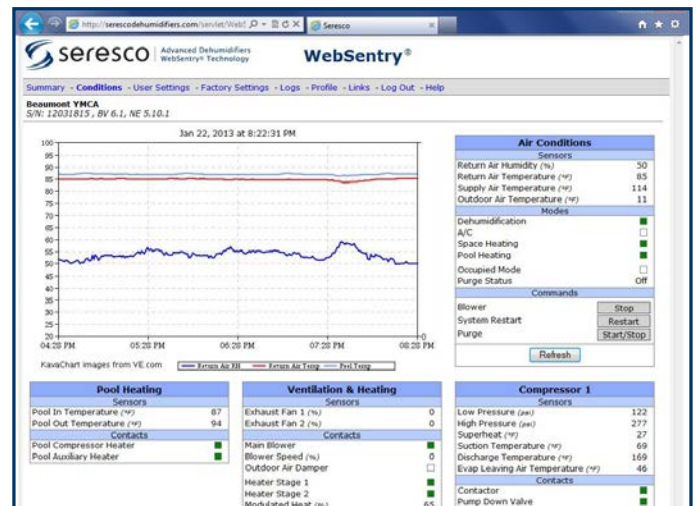 http://serescodehumidifiers.com/servlet/Web!
Seresco
seresco
Advanced Dehumidifiers
WebSentry® Technology
WebSentry®
Summary - Conditions - User Settings - Factory Settings - Logs - Profile - Links - Log Out - Help
Beaumont YMCA
S/N: 12031815 , BV 6.1, NE 5.10.1
Jan 22, 2013 at 8:22:31 PM
100
95
90
85
80
75
70
65
60
55
50
45
40
35
30
25
20
0
04:28 PM 05:28 PM 06:28 PM 07:28 PM 08:28 PM
KavaChart images from VE.com
Return Air RH Return Air Temp Pool Temp
Air Conditions
Sensors
Return Air Humidity (%) 50
Return Air Temperature (°F) 85
Supply Air Temperature (°F) 114
Outdoor Air Temperature (°F) 11
Modes
Dehumidification
A/C
Space Heating
Pool Heating
Occupied Mode
Purge Status Off
Commands
Blower Stop
System Restart Restart
Purge Start/Stop
Refresh
Pool Heating
Sensors
Pool In Temperature (°F) 87
Pool Out Temperature (°F) 94
Contacts
Pool Compressor Heater
Pool Auxiliary Heater
Ventilation & Heating
Sensors
Exhaust Fan 1 (%) 0
Exhaust Fan 2 (%) 0
Contacts
Main Blower
Blower Speed (%) 0
Outdoor Air Damper
Heater Stage 1
Heater Stage 2
Modulated Heat (%) 65
Compressor 1
Sensors
Low Pressure (psi) 122
High Pressure (psi) 277
Superheat (°F) 27
Suction Temperature (°F) 69
Discharge Temperature (°F) 169
Evap Leaving Air Temperature (°F) 46
Contacts
Contactor
Pump Down Valve